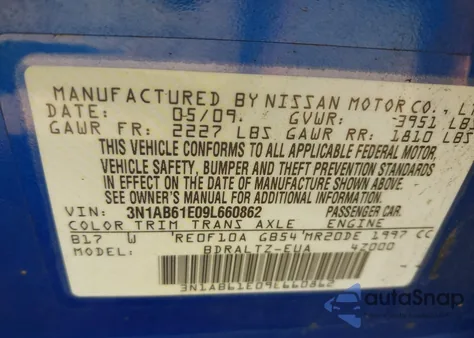 MANUFACTURED BY NISSAN MOTOR CO., L
DATE: 05/09. GVWR: 3951 LBS
GAWR FR: 2227 LBS GAWR RR: 1810 LBS
THIS VEHICLE CONFORMS TO ALL APPLICABLE FEDERAL MOTOR
VEHICLE SAFETY, BUMPER AND THEFT PREVENTION STANDARDS
IN EFFECT ON THE DATE OF MANUFACTURE SHOWN ABOVE.
SEE OWNER'S MANUAL FOR ADDITIONAL INFORMATION.
VIN: 3N1AB61E09L660862 PASSENGER CAR.
COLOR TRIM TRANS AXLE ENGINE
B17 W RE0F10A GB54 MR20DE 1997 CC
MODEL: BDRALTZ-EUA 47000
3N1AB61E09L660862
autoSnap